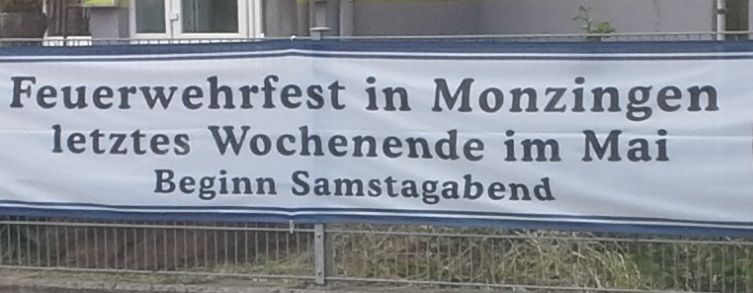 Feuerwehrfest in Monzingen
letztes Wochenende im Mai
Beginn Samstagabend